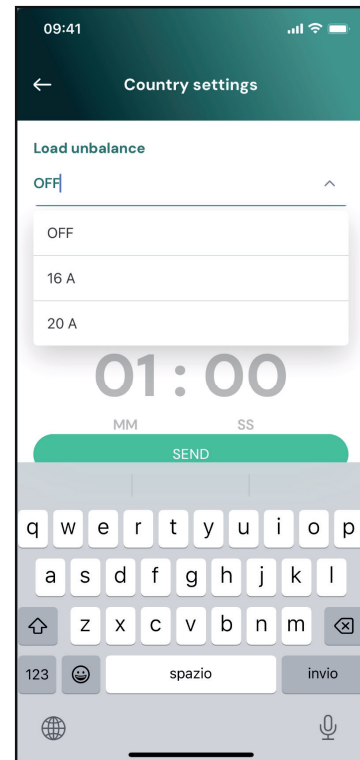 09:41
Country settings
Load unbalance
OFF
OFF
16 A
20 A
01 : 00
MM SS
SEND
q w e r t y u i o p
a s d f g h j k l
z x c v b n m
123 spazio invio